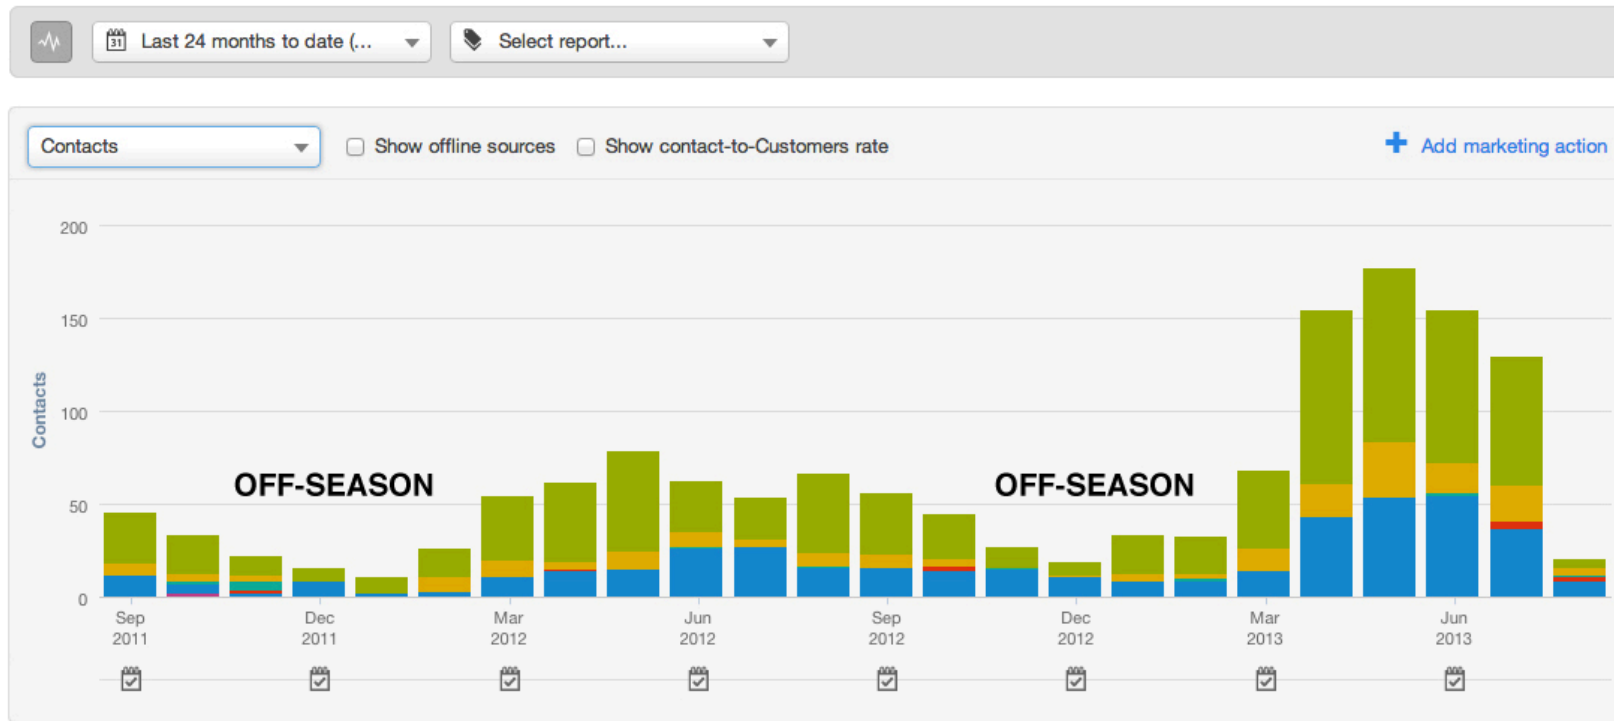 31 Last 24 months to date (... Select report...
Contacts Show offline sources Show contact-to-Customers rate Add marketing action
200
150
100
50
0
Contacts
OFF-SEASON OFF-SEASON
Sep Dec Mar Jun Sep Dec Mar Jun
2011 2011 2012 2012 2012 2012 2013 2013